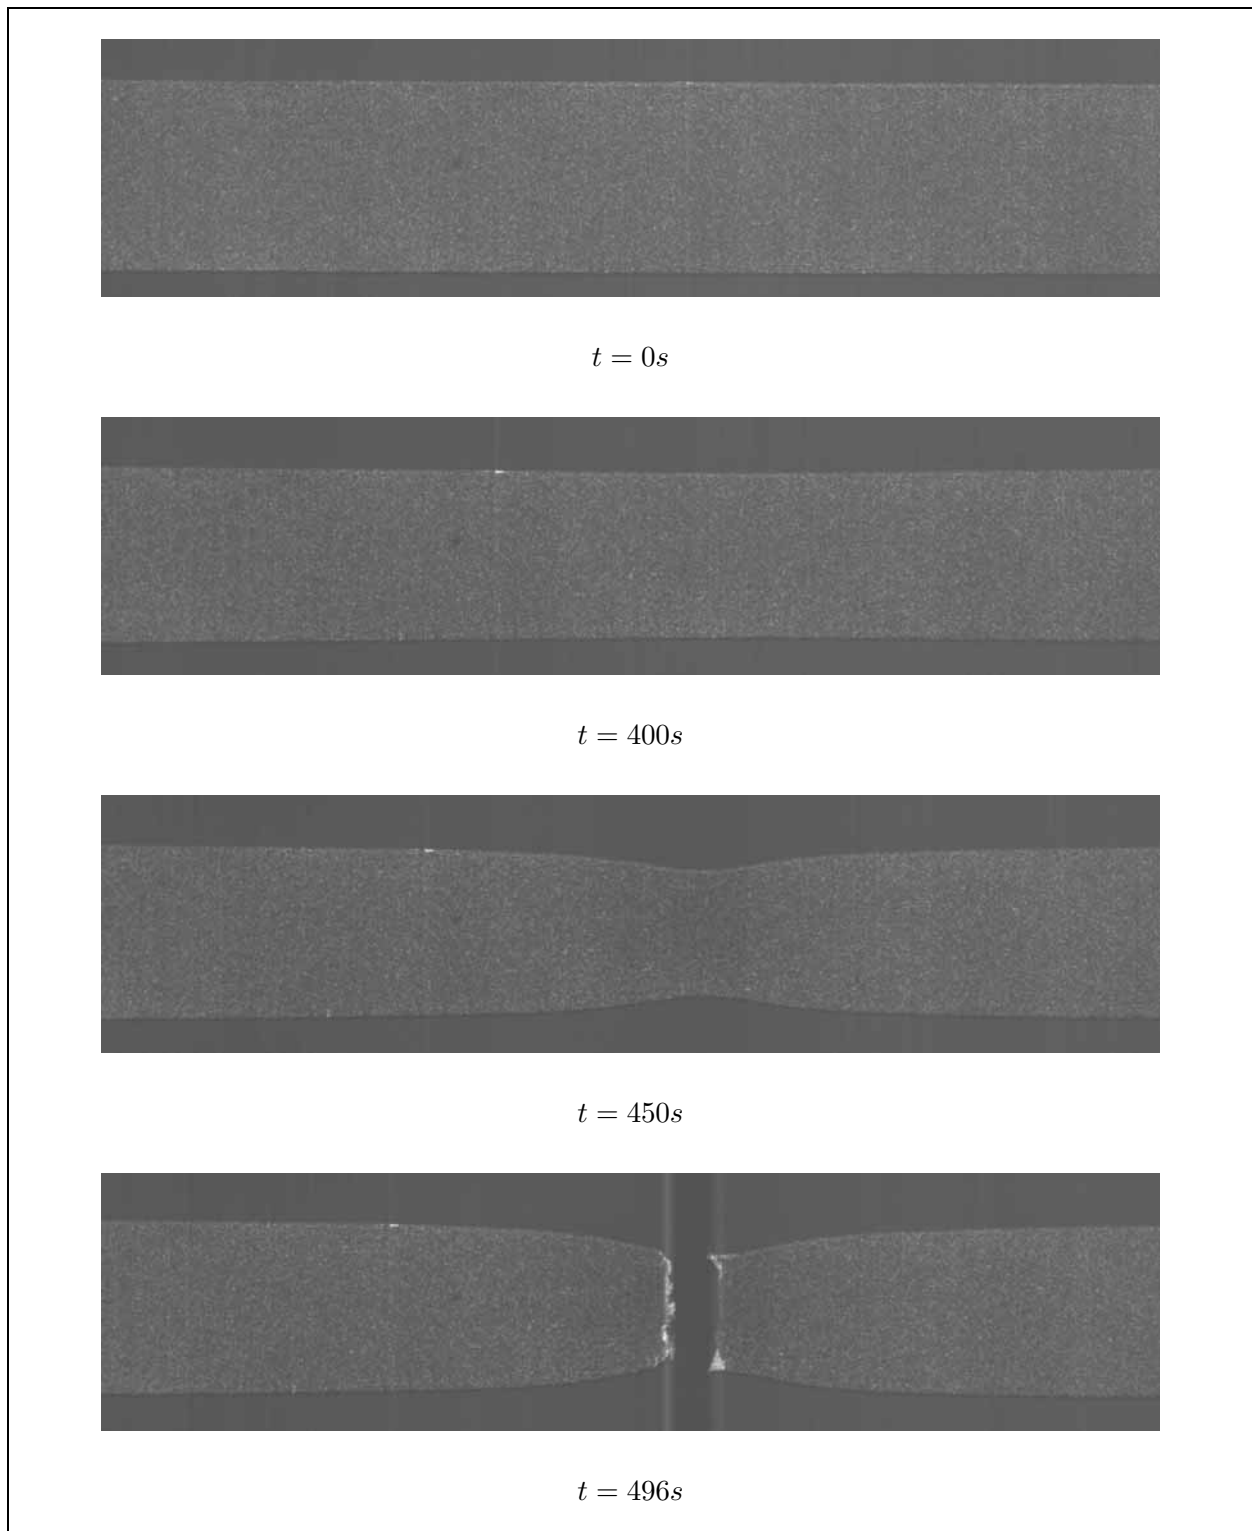 t = 0s
t = 400s
t = 450s
t = 496s